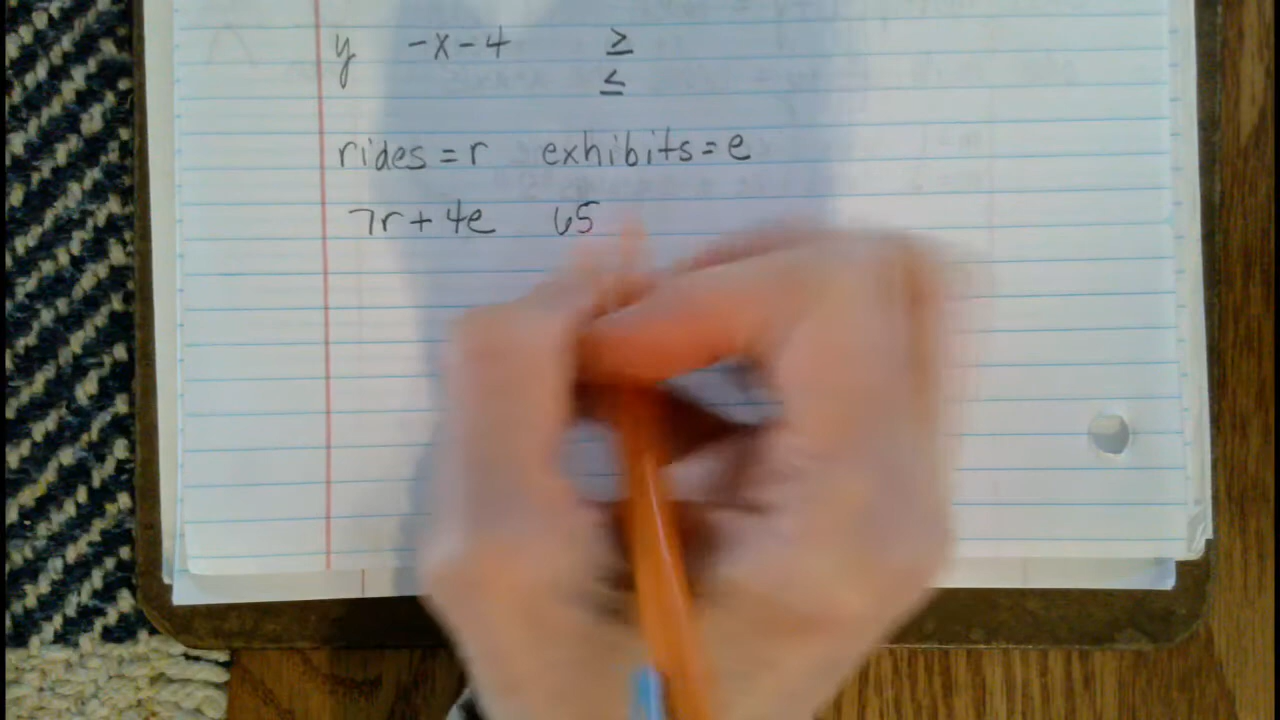 y -x-4 ≥
≤
rides = r exhibits = e
7r + 4e 65